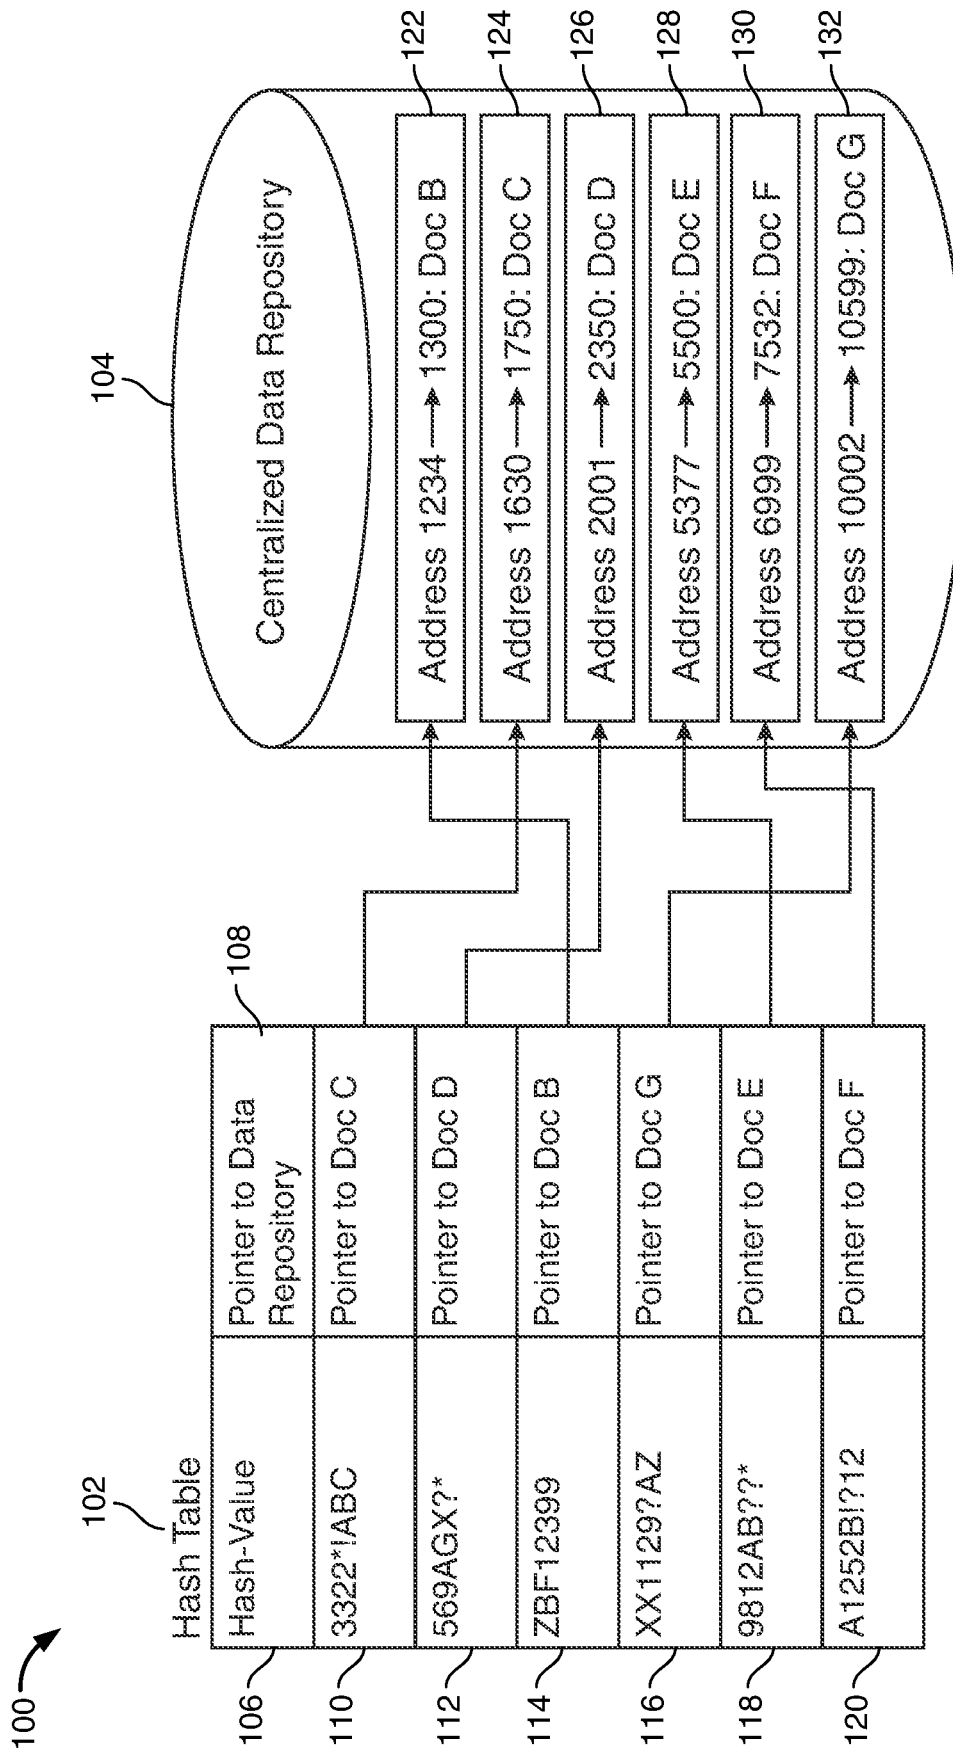 100
102
Hash Table
106
Hash-Value
Pointer to Data
Repository
108
110
3322*!ABC
Pointer to Doc C
112
569AGX?*
Pointer to Doc D
114
ZBF12399
Pointer to Doc B
116
XX1129?AZ
Pointer to Doc G
118
9812AB??*
Pointer to Doc E
120
A1252B!?12
Pointer to Doc F
104
Centralized Data Repository
Address 1234 → 1300: Doc B
122
Address 1630 → 1750: Doc C
124
Address 2001 → 2350: Doc D
126
Address 5377 → 5500: Doc E
128
Address 6999 → 7532: Doc F
130
Address 10002 → 10599: Doc G
132